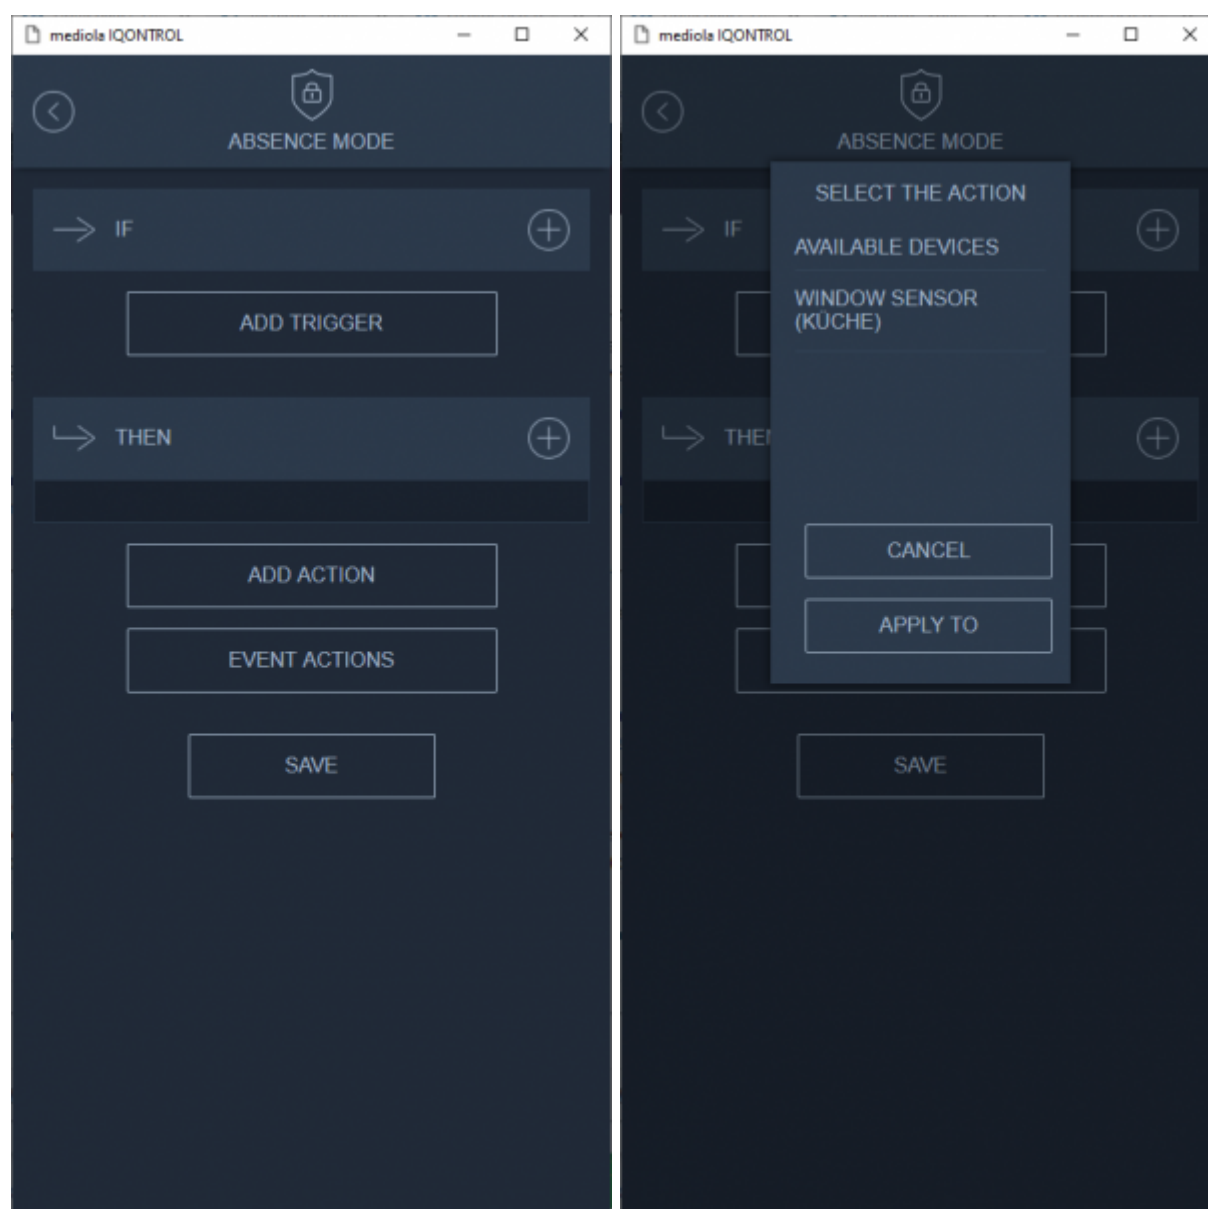 mediola IQONTROL
ABSENCE MODE
IF
ADD TRIGGER
THEN
ADD ACTION
EVENT ACTIONS
SAVE
mediola IQONTROL
ABSENCE MODE
IF
SELECT THE ACTION
AVAILABLE DEVICES
WINDOW SENSOR
(KÜCHE)
THEN
CANCEL
APPLY TO
SAVE